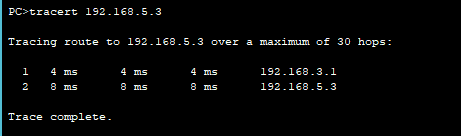 PC>tracert 192.168.5.3
Tracing route to 192.168.5.3 over a maximum of 30 hops:
1 4 ms 4 ms 4 ms 192.168.3.1
2 8 ms 8 ms 8 ms 192.168.5.3
Trace complete.